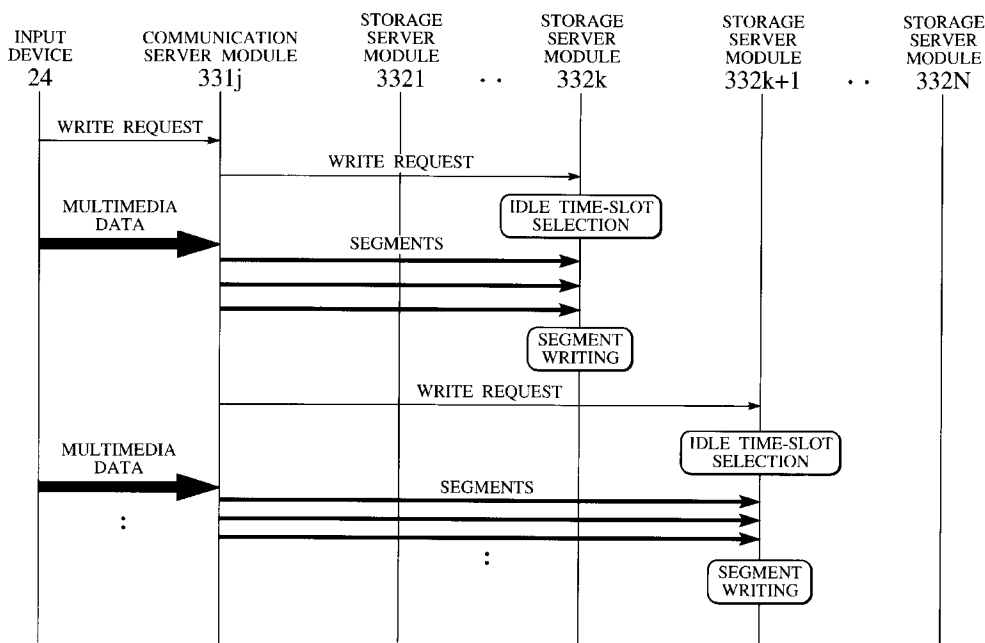 INPUT
DEVICE
24
COMMUNICATION
SERVER MODULE
331j
STORAGE
SERVER
MODULE
3321
. .
STORAGE
SERVER
MODULE
332k
STORAGE
SERVER
MODULE
332k+1
. .
STORAGE
SERVER
MODULE
332N
WRITE REQUEST
WRITE REQUEST
IDLE TIME-SLOT
SELECTION
MULTIMEDIA
DATA
SEGMENTS
SEGMENT
WRITING
WRITE REQUEST
IDLE TIME-SLOT
SELECTION
MULTIMEDIA
DATA
SEGMENTS
:
:
SEGMENT
WRITING